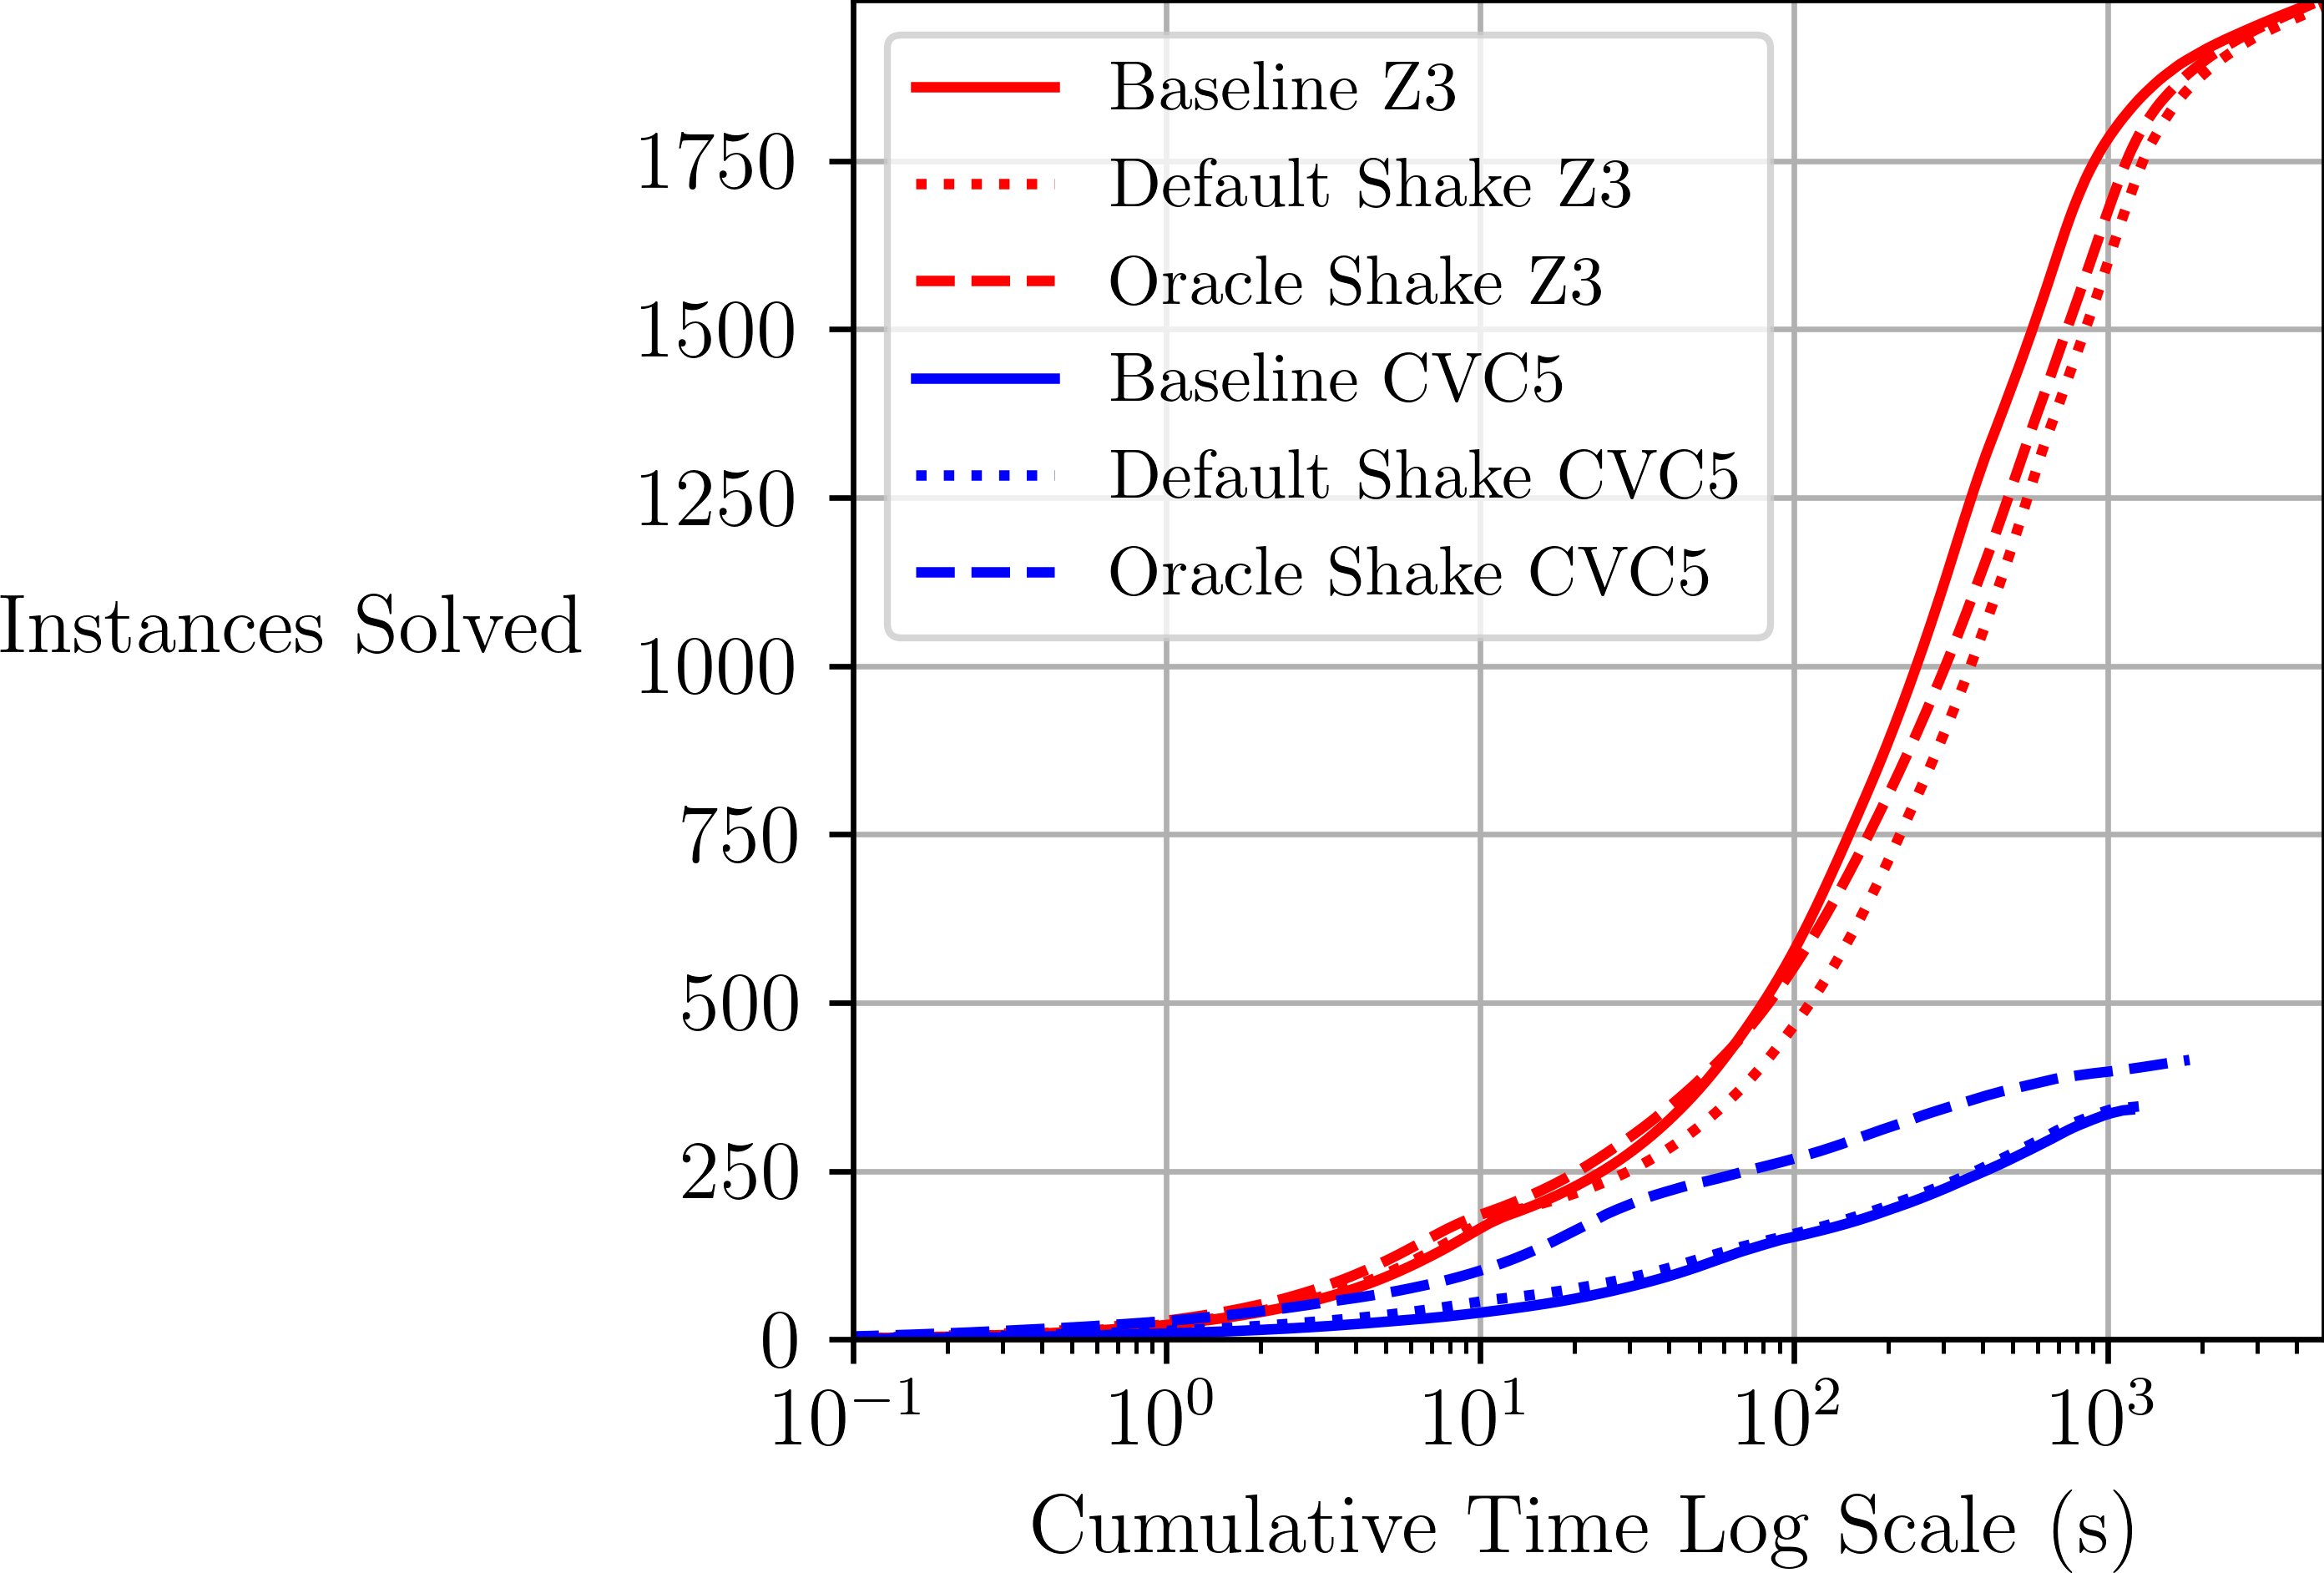 Baseline Z3
Default Shake Z3
Oracle Shake Z3
Baseline CVC5
Default Shake CVC5
Oracle Shake CVC5
Instances Solved
1750
1500
1250
1000
750
500
250
0
10⁻¹ 10⁰ 10¹ 10² 10³
Cumulative Time Log Scale (s)